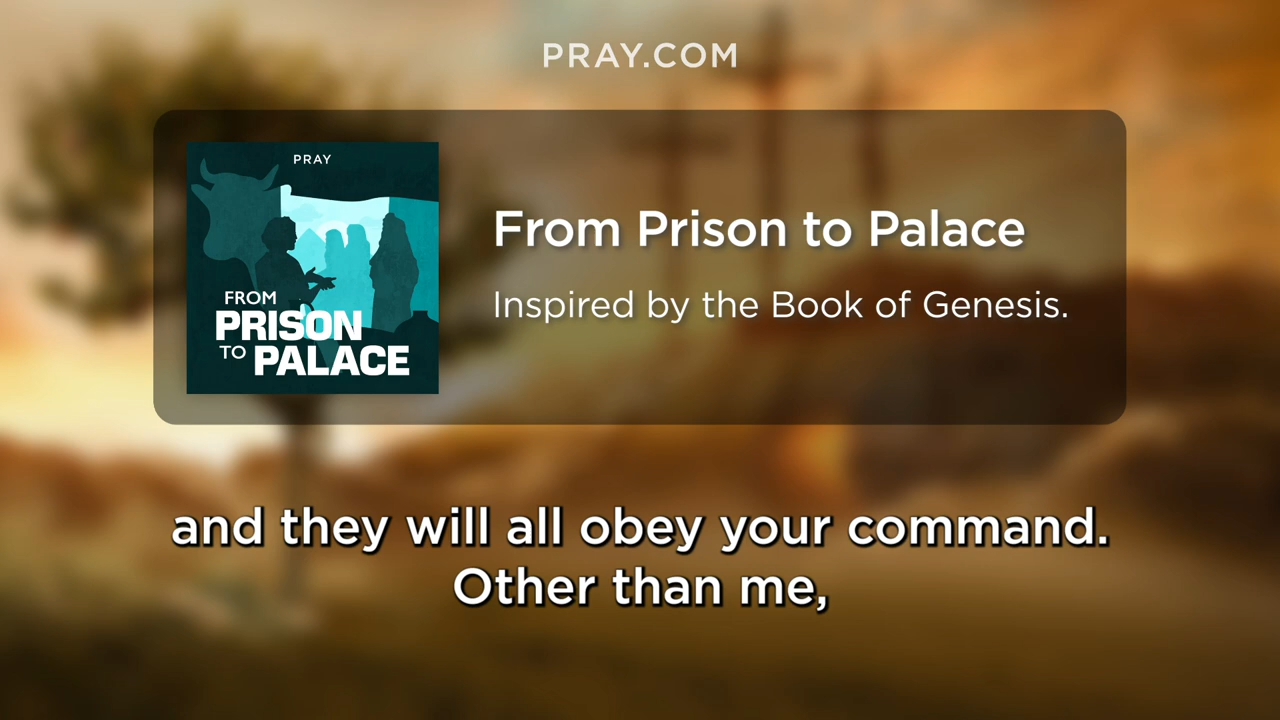 PRAY.COM
PRAY
FROM
PRISON
TO PALACE
From Prison to Palace
Inspired by the Book of Genesis.
and they will all obey your command.
Other than me,